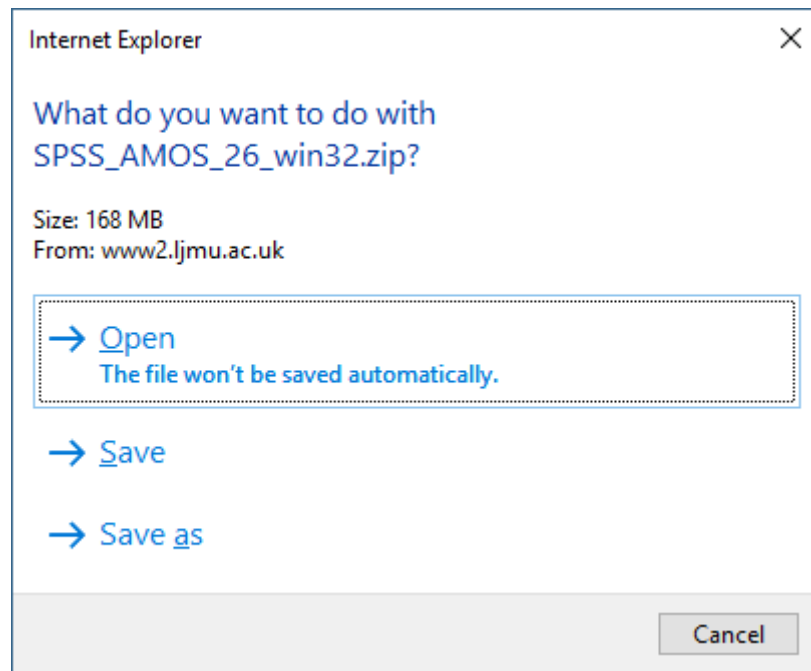 Internet Explorer
What do you want to do with
SPSS_AMOS_26_win32.zip?
Size: 168 MB
From: www2.ljmu.ac.uk
Open
The file won't be saved automatically.
Save
Save as
Cancel